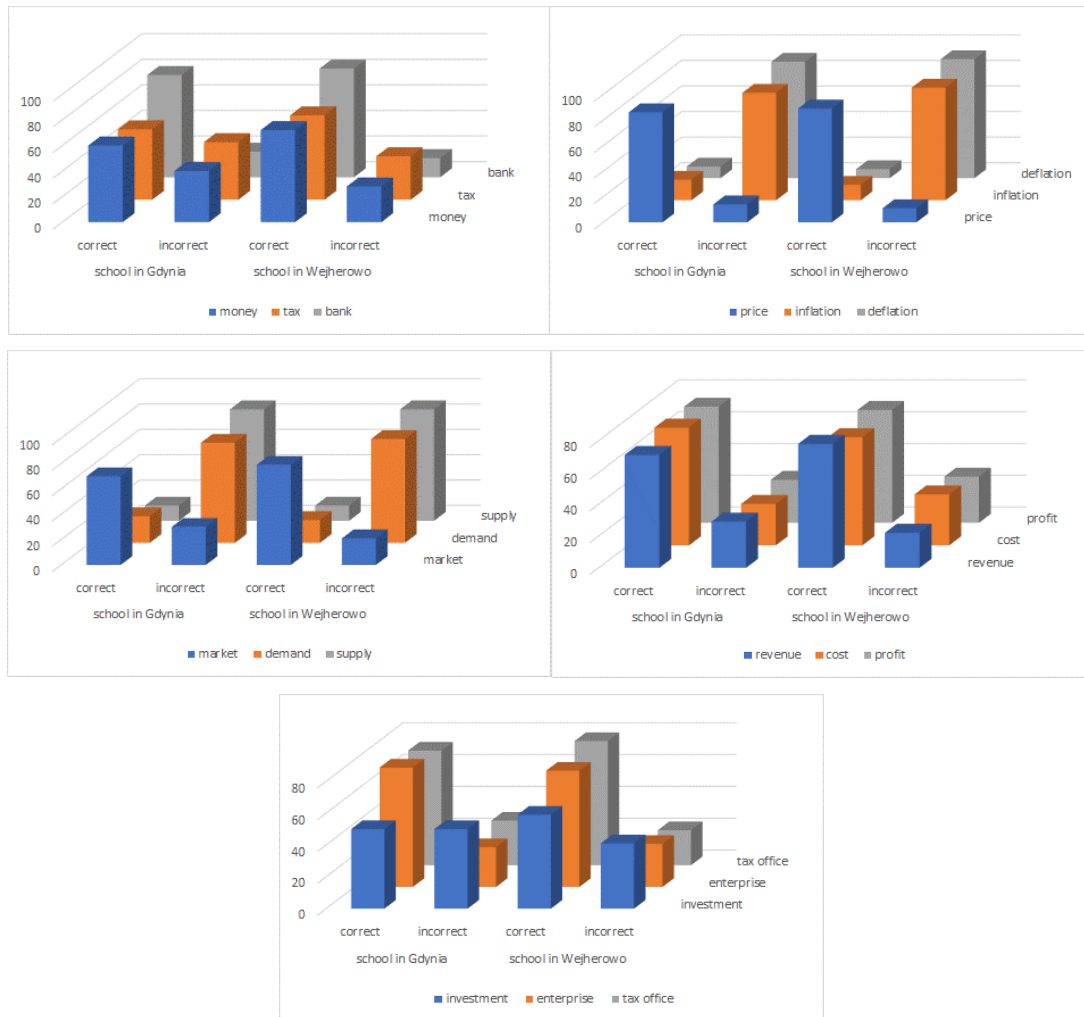 100
80
60
40
20
0
bank
tax
money
correct incorrect correct incorrect
school in Gdynia school in Wejherowo
money tax bank
100
80
60
40
20
0
deflation
inflation
price
correct incorrect correct incorrect
school in Gdynia school in Wejherowo
price inflation deflation
100
80
60
40
20
0
supply
demand
market
correct incorrect correct incorrect
school in Gdynia school in Wejherowo
market demand supply
80
60
40
20
0
profit
cost
revenue
correct incorrect correct incorrect
school in Gdynia school in Wejherowo
revenue cost profit
80
60
40
20
0
tax office
enterprise
investment
correct incorrect correct incorrect
school in Gdynia school in Wejherowo
investment enterprise tax office